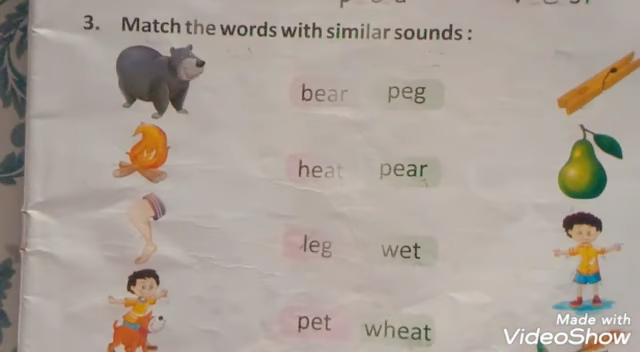 3. Match the words with similar sounds :
bear peg
heat pear
leg wet
pet wheat
Made with
VideoShow